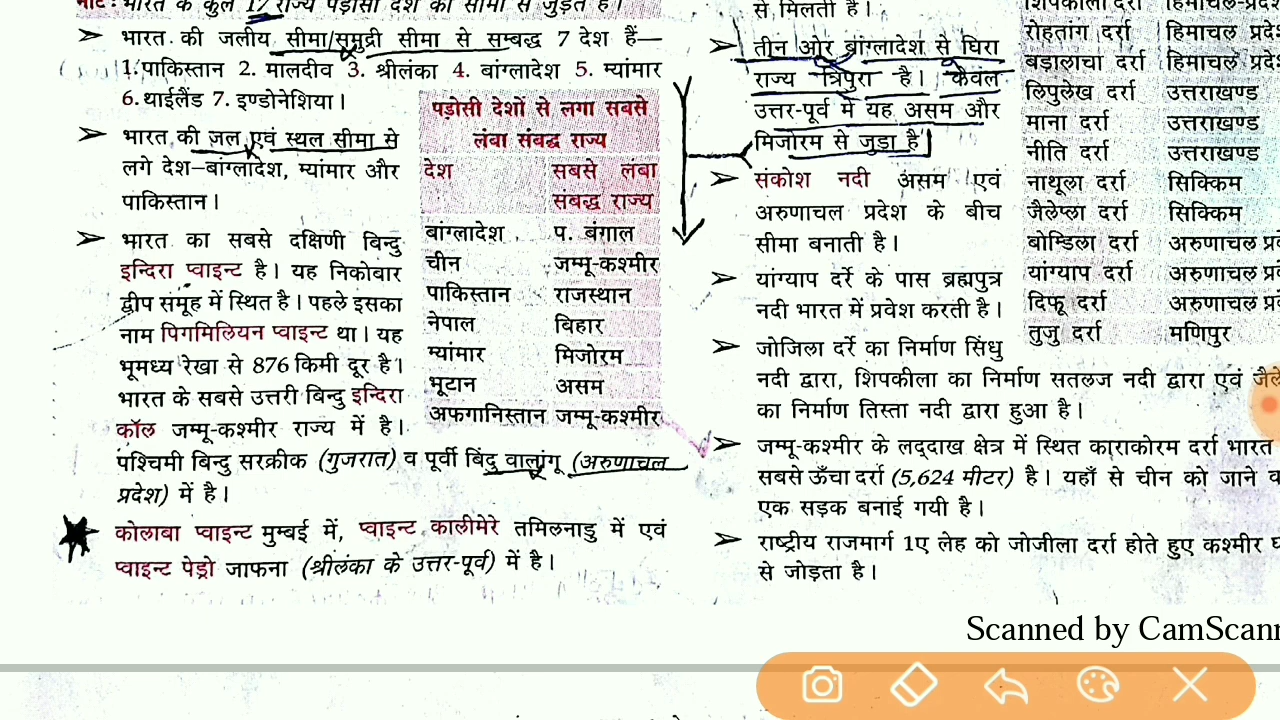 नोट : भारत के कुल 17 राज्य पड़ोसी देश की सीमा से जुड़ते हैं।
➢ भारत की जलीय सीमा/समुद्री सीमा से सम्बद्ध 7 देश हैं—
1.पाकिस्तान 2. मालदीव 3. श्रीलंका 4. बांग्लादेश 5. म्यांमार
6.थाईलैंड 7. इण्डोनेशिया।
➢ भारत की जल एवं स्थल सीमा से
लगे देश–बांग्लादेश, म्यांमार और
पाकिस्तान।
➢ भारत का सबसे दक्षिणी बिन्दु
इन्दिरा प्वाइन्ट है। यह निकोबार
द्वीप समूह में स्थित है। पहले इसका
नाम पिगमिलियन प्वाइन्ट था। यह
भूमध्य रेखा से 876 किमी दूर है।
भारत के सबसे उत्तरी बिन्दु इन्दिरा
कॉल जम्मू-कश्मीर राज्य में है।
पश्चिमी बिन्दु सरक्रीक (गुजरात) व पूर्वी बिंदु वालांगू (अरुणाचल
प्रदेश) में है।
कोलाबा प्वाइन्ट मुम्बई में, प्वाइन्ट कालीमेरे तमिलनाडु में एवं
प्वाइन्ट पेड्रो जाफना (श्रीलंका के उत्तर-पूर्व) में है।
पड़ोसी देशों से लगा सबसे
लंबा संबद्ध राज्य
देश सबसे लंबा
संबद्ध राज्य
बांग्लादेश प. बंगाल
चीन जम्मू-कश्मीर
पाकिस्तान राजस्थान
नेपाल बिहार
म्यांमार मिजोरम
भूटान असम
अफगानिस्तान जम्मू-कश्मीर
से मिलती है।
➢ तीन ओर बांग्लादेश से घिरा
राज्य त्रिपुरा है। केवल
उत्तर-पूर्व में यह असम और
मिजोरम से जुड़ा है।
➢ संकोश नदी असम एवं
अरुणाचल प्रदेश के बीच
सीमा बनाती है।
➢ यांग्याप दर्रे के पास ब्रह्मपुत्र
नदी भारत में प्रवेश करती है।
➢ जोजिला दर्रे का निर्माण सिंधु
नदी द्वारा, शिपकीला का निर्माण सतलज नदी द्वारा एवं
का निर्माण तिस्ता नदी द्वारा हुआ है।
➢ जम्मू-कश्मीर के लद्दाख क्षेत्र में स्थित काराकोरम दर्रा भारत
सबसे ऊँचा दर्रा (5,624 मीटर) है। यहाँ से चीन को जाने
एक सड़क बनाई गयी है।
➢ राष्ट्रीय राजमार्ग 1ए लेह को जोजीला दर्रा होते हुए कश्मीर
से जोड़ता है।
शिपकीला दर्रा हिमाचल-प्रदेश
रोहतांग दर्रा हिमाचल
बड़ालाचा दर्रा हिमाचल
लिपुलेख दर्रा उत्तराखण्ड
माना दर्रा उत्तराखण्ड
नीति दर्रा उत्तराखण्ड
नाथूला दर्रा सिक्किम
जैलेप्ला दर्रा सिक्किम
बोम्डिला दर्रा अरुणाचल
यांग्याप दर्रा अरुणाचल
दिफू दर्रा अरुणाचल
तुजु दर्रा मणिपुर
Scanned by CamScann